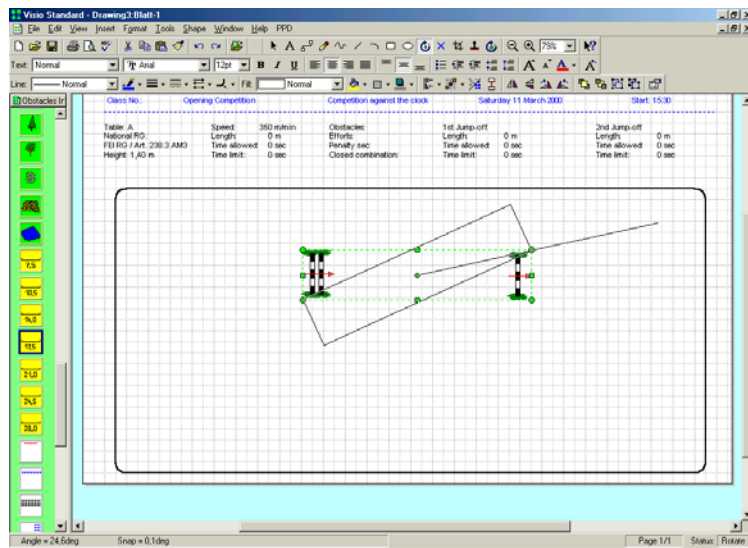 Visio Standard - Drawing3:Blatt-1
File Edit View Insert Format Tools Shape Window Help PPD
79%
Text: Normal Arial 12pt B I U
Line: Normal Fill: Normal
Obstacles Ir
Class No.: Opening Competition Competition against the clock Saturday 11 March 2000 Start: 15:30
Table: A Speed: 350 m/min Obstacles: 1st Jump-off 2nd Jump-off
National RG: Length: 0 m Efforts: Length: 0 m Length: 0 m
FEI RG / Art. 238.3 AM3 Time allowed: 0 sec Penalty sec: Time allowed: 0 sec Time allowed: 0 sec
Height: 1,40 m Time limit: 0 sec Closed combination: Time limit: 0 sec Time limit: 0 sec
7,5
10,5
14,0
17,5
21,0
24,5
28,0
Angle = 24,6deg Snap = 0,1deg Page 1/1 Status: Rotate